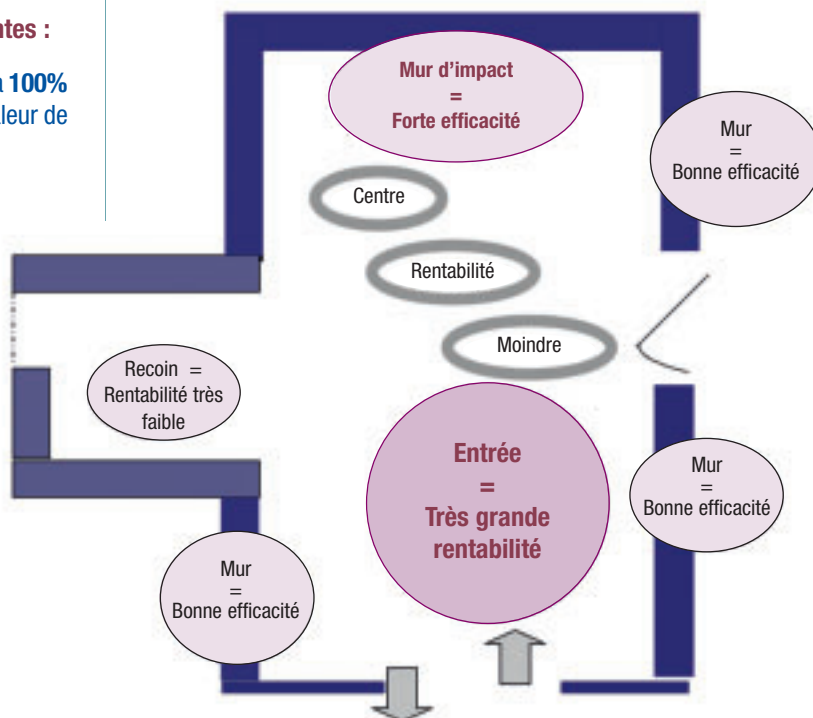 ntes :
à 100%
leur de
Mur d'impact
=
Forte efficacité
Mur
=
Bonne efficacité
Centre
Rentabilité
Moindre
Recoin =
Rentabilité très
faible
Entrée
=
Très grande
rentabilité
Mur
=
Bonne efficacité
Mur
=
Bonne efficacité